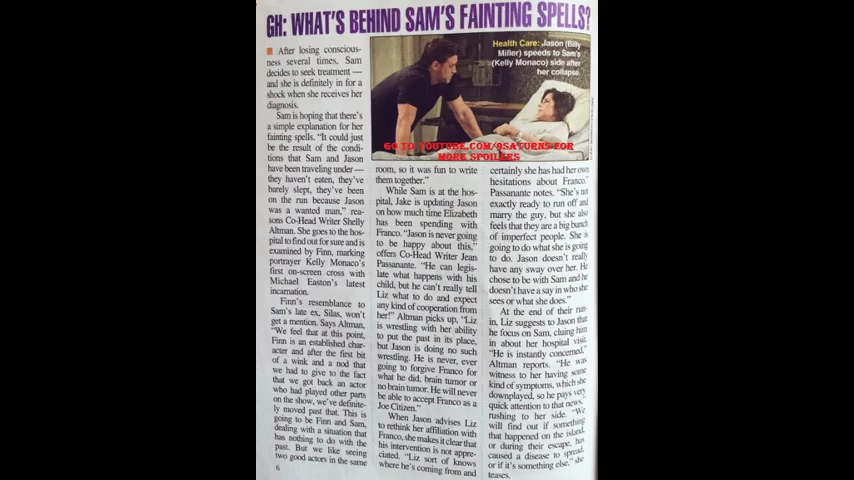 GH: WHAT'S BEHIND SAM'S FAINTING SPELLS?
After losing conscious-
ness several times, Sam
decides to seek treatment —
and she is definitely in for a
shock when she receives her
diagnosis.
Sam is hoping that there's
a simple explanation for her
fainting spells. "It could just
be the result of the condi-
tions that Sam and Jason
have been traveling under —
they haven't eaten, they've
barely slept, they've been
on the run because Jason
was a wanted man," rea-
sons Co-Head Writer Shelly
Altman. She goes to the hos-
pital to find out for sure and is
examined by Finn, marking
portrayer Kelly Monaco's
first on-screen cross with
Michael Easton's latest
incarnation.
Finn's resemblance to
Sam's late ex, Silas, won't
get a mention. Says Altman,
"We feel that at this point,
Finn is an established char-
acter and after the first bit
of a wink and a nod that
we had to give to the fact
that we got back an actor
who had played other parts
on the show, we've definite-
ly moved past that. This is
going to be Finn and Sam,
dealing with a situation that
has nothing to do with the
past. But we like seeing
two good actors in the same
6
Health Care: Jason (Billy
Miller) speeds to Sam's
(Kelly Monaco) side after
her collapse.
GO TO YOUTUBE.COM/9SATURNS FOR
MORE SPOILERS
room, so it was fun to write
them together."
While Sam is at the hos-
pital, Jake is updating Jason
on how much time Elizabeth
has been spending with
Franco. "Jason is never going
to be happy about this,"
offers Co-Head Writer Jean
Passanante. "He can legis-
late what happens with his
child, but he can't really tell
Liz what to do and expect
any kind of cooperation from
her!" Altman picks up, "Liz
is wrestling with her ability
to put the past in its place,
but Jason is doing no such
wrestling. He is never, ever
going to forgive Franco for
what he did, brain tumor or
no brain tumor. He will never
be able to accept Franco as a
Joe Citizen."
When Jason advises Liz
to rethink her affiliation with
Franco, she makes it clear that
his intervention is not appre-
ciated. "Liz sort of knows
where he's coming from and
certainly she has had her own
hesitations about Franco,"
Passanante notes. "She's not
exactly ready to run off and
marry the guy, but she also
feels that they are a big bunch
of imperfect people. She is
going to do what she is going
to do. Jason doesn't really
have any sway over her. He
chose to be with Sam and he
doesn't have a say in who she
sees or what she does."
At the end of their run-
in, Liz suggests to Jason that
he focus on Sam, cluing him
in about her hospital visit.
"He is instantly concerned,"
Altman reports. "He was
witness to her having some
kind of symptoms, which she
downplayed, so he pays very
quick attention to that news,"
rushing to her side. "We
will find out if something
that happened on the island,
or during their escape, has
caused a disease to spread,
or if it's something else," she
teases.